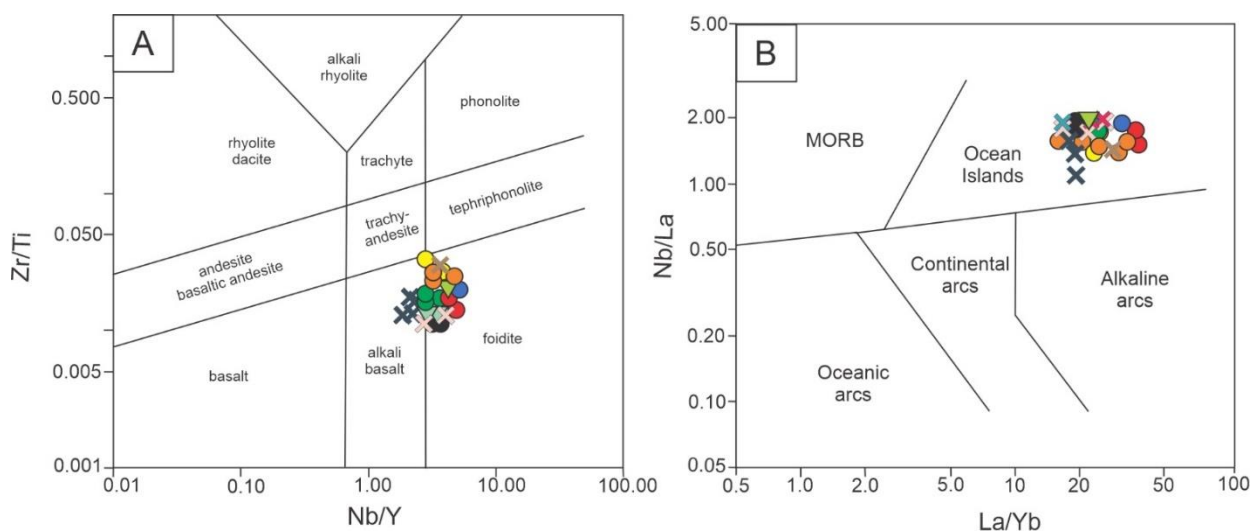 A
alkali
rhyolite
phonolite
rhyolite
dacite
trachyte
tephriphonolite
trachy-
andesite
andesite
basaltic andesite
foidite
alkali
basalt
basalt
0.500
0.050
0.005
0.001
Zr/Ti
0.01
0.10
1.00
10.00
100.00
Nb/Y
B
MORB
Ocean
Islands
Continental
arcs
Alkaline
arcs
Oceanic
arcs
5.00
2.00
1.00
0.50
0.20
0.10
0.05
Nb/La
0.5
1.0
2.0
5.0
10
20
50
100
La/Yb